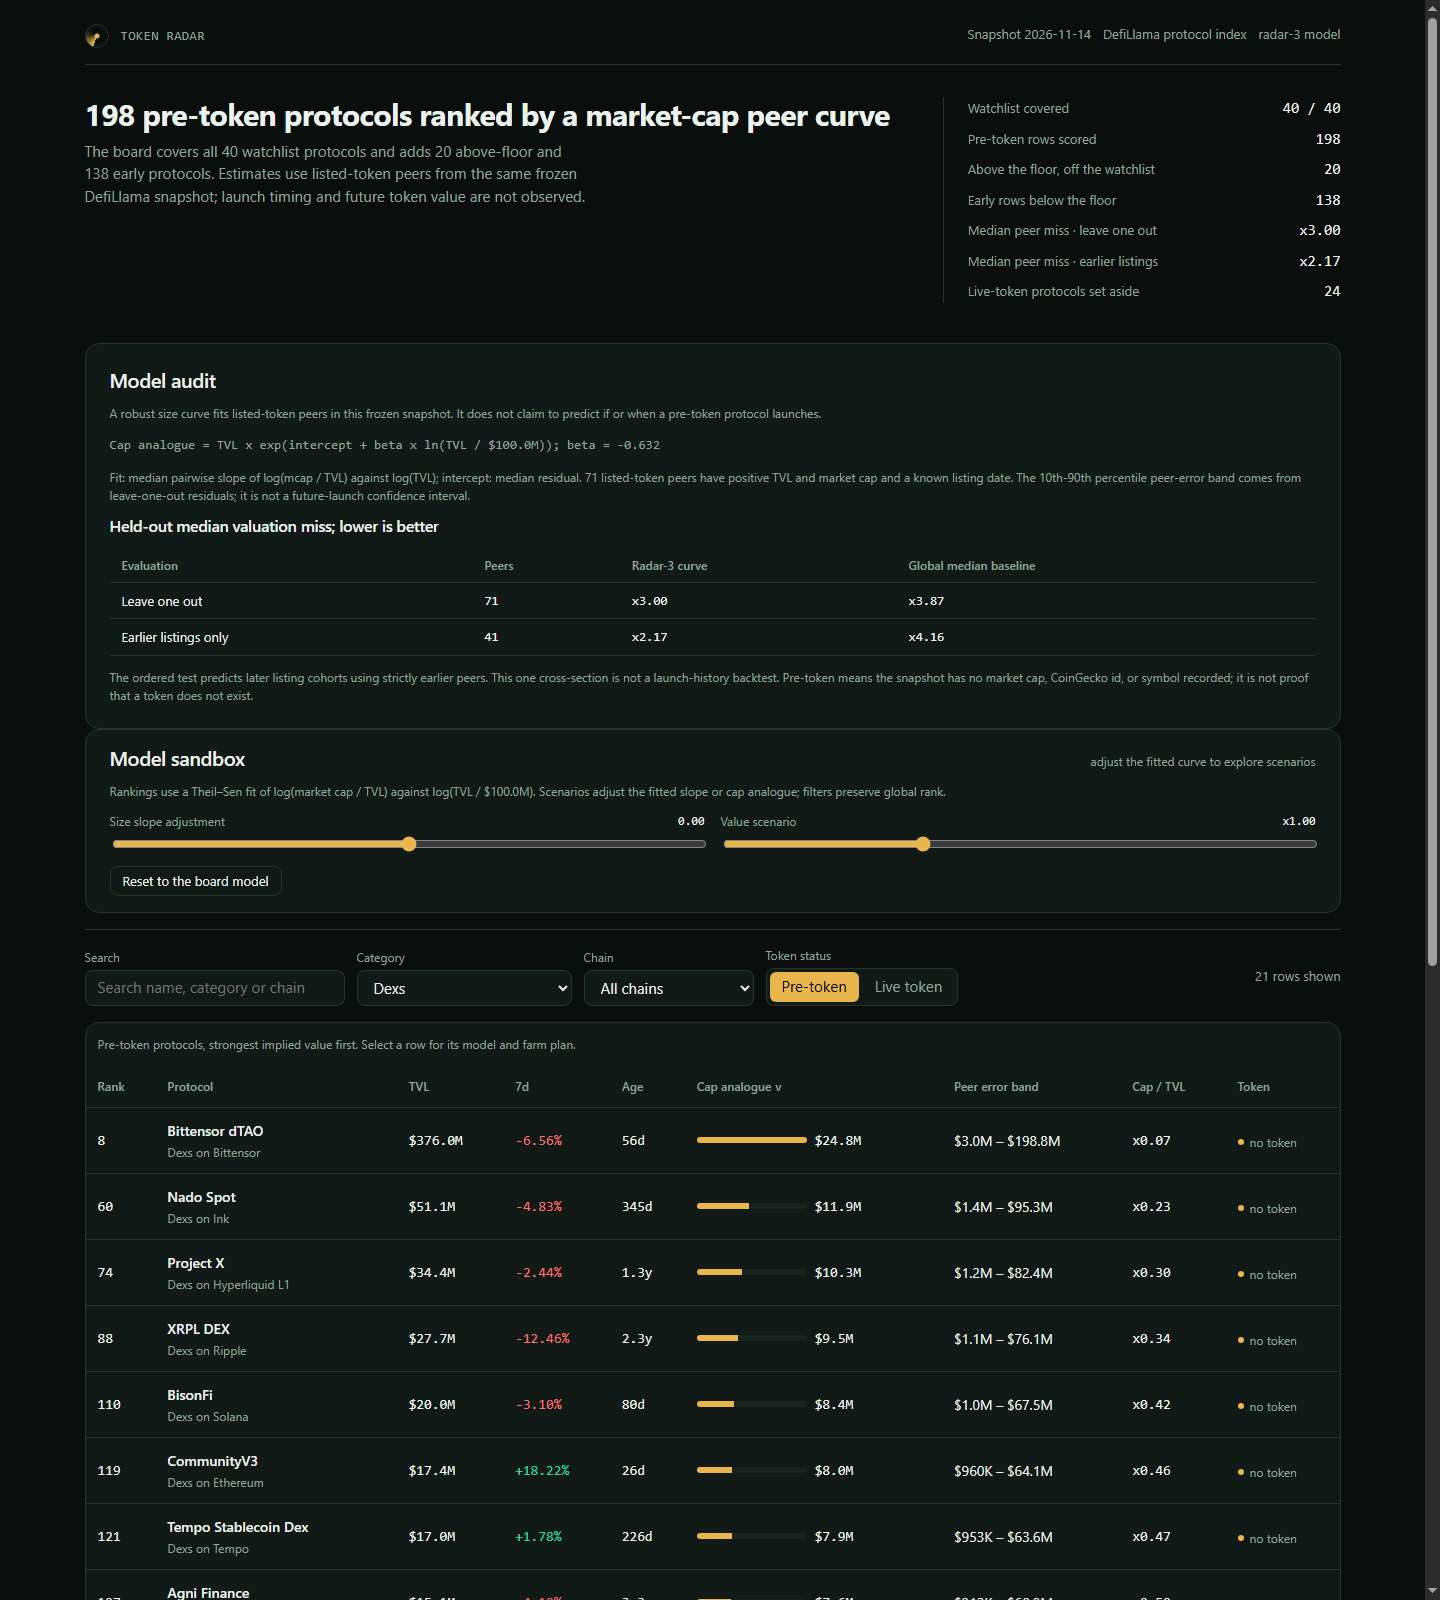 TOKEN RADAR
Snapshot 2026-11-14 DefiLlama protocol index radar-3 model
198 pre-token protocols ranked by a market-cap peer curve
The board covers all 40 watchlist protocols and adds 20 above-floor and
138 early protocols. Estimates use listed-token peers from the same frozen
DefiLlama snapshot; launch timing and future token value are not observed.
Watchlist covered 40 / 40
Pre-token rows scored 198
Above the floor, off the watchlist 20
Early rows below the floor 138
Median peer miss · leave one out x3.00
Median peer miss · earlier listings x2.17
Live-token protocols set aside 24
Model audit
A robust size curve fits listed-token peers in this frozen snapshot. It does not claim to predict if or when a pre-token protocol launches.
Cap analogue = TVL x exp(intercept + beta x ln(TVL / $100.0M)); beta = -0.632
Fit: median pairwise slope of log(mcap / TVL) against log(TVL); intercept: median residual. 71 listed-token peers have positive TVL and market cap and a known listing date. The 10th-90th percentile peer-error band comes from
leave-one-out residuals; it is not a future-launch confidence interval.
Held-out median valuation miss; lower is better
Evaluation Peers Radar-3 curve Global median baseline
Leave one out 71 x3.00 x3.87
Earlier listings only 41 x2.17 x4.16
The ordered test predicts later listing cohorts using strictly earlier peers. This one cross-section is not a launch-history backtest. Pre-token means the snapshot has no market cap, CoinGecko id, or symbol recorded; it is not proof
that a token does not exist.
Model sandbox
adjust the fitted curve to explore scenarios
Rankings use a Theil–Sen fit of log(market cap / TVL) against log(TVL / $100.0M). Scenarios adjust the fitted slope or cap analogue; filters preserve global rank.
Size slope adjustment 0.00 Value scenario x1.00
Reset to the board model
Search Category Chain Token status
Search name, category or chain Dexs All chains Pre-token Live token 21 rows shown
Pre-token protocols, strongest implied value first. Select a row for its model and farm plan.
Rank Protocol TVL 7d Age Cap analogue v Peer error band Cap / TVL Token
8 Bittensor dTAO $376.0M -6.56% 56d $24.8M $3.0M – $198.8M x0.07 no token
Dexs on Bittensor
60 Nado Spot $51.1M -4.83% 345d $11.9M $1.4M – $95.3M x0.23 no token
Dexs on Ink
74 Project X $34.4M -2.44% 1.3y $10.3M $1.2M – $82.4M x0.30 no token
Dexs on Hyperliquid L1
88 XRPL DEX $27.7M -12.46% 2.3y $9.5M $1.1M – $76.1M x0.34 no token
Dexs on Ripple
110 BisonFi $20.0M -3.10% 80d $8.4M $1.0M – $67.5M x0.42 no token
Dexs on Solana
119 CommunityV3 $17.4M +18.22% 26d $8.0M $960K – $64.1M x0.46 no token
Dexs on Ethereum
121 Tempo Stablecoin Dex $17.0M +1.78% 226d $7.9M $953K – $63.6M x0.47 no token
Dexs on Tempo
Agni Finance